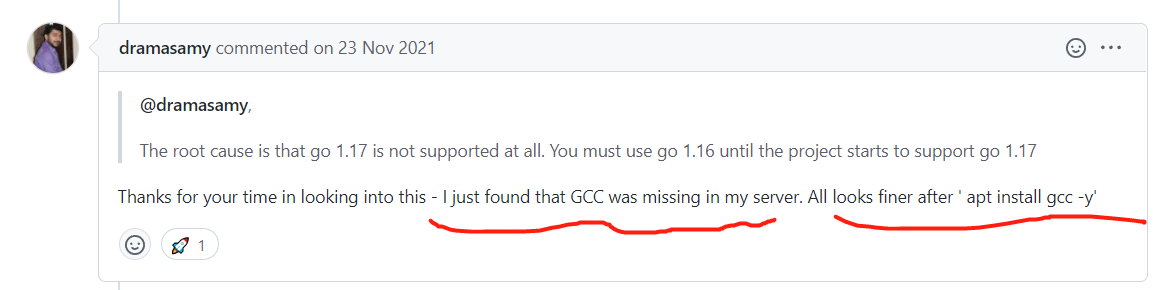 dramasamy commented on 23 Nov 2021
@dramasamy,
The root cause is that go 1.17 is not supported at all. You must use go 1.16 until the project starts to support go 1.17
Thanks for your time in looking into this - I just found that GCC was missing in my server. All looks finer after ' apt install gcc -y'
1